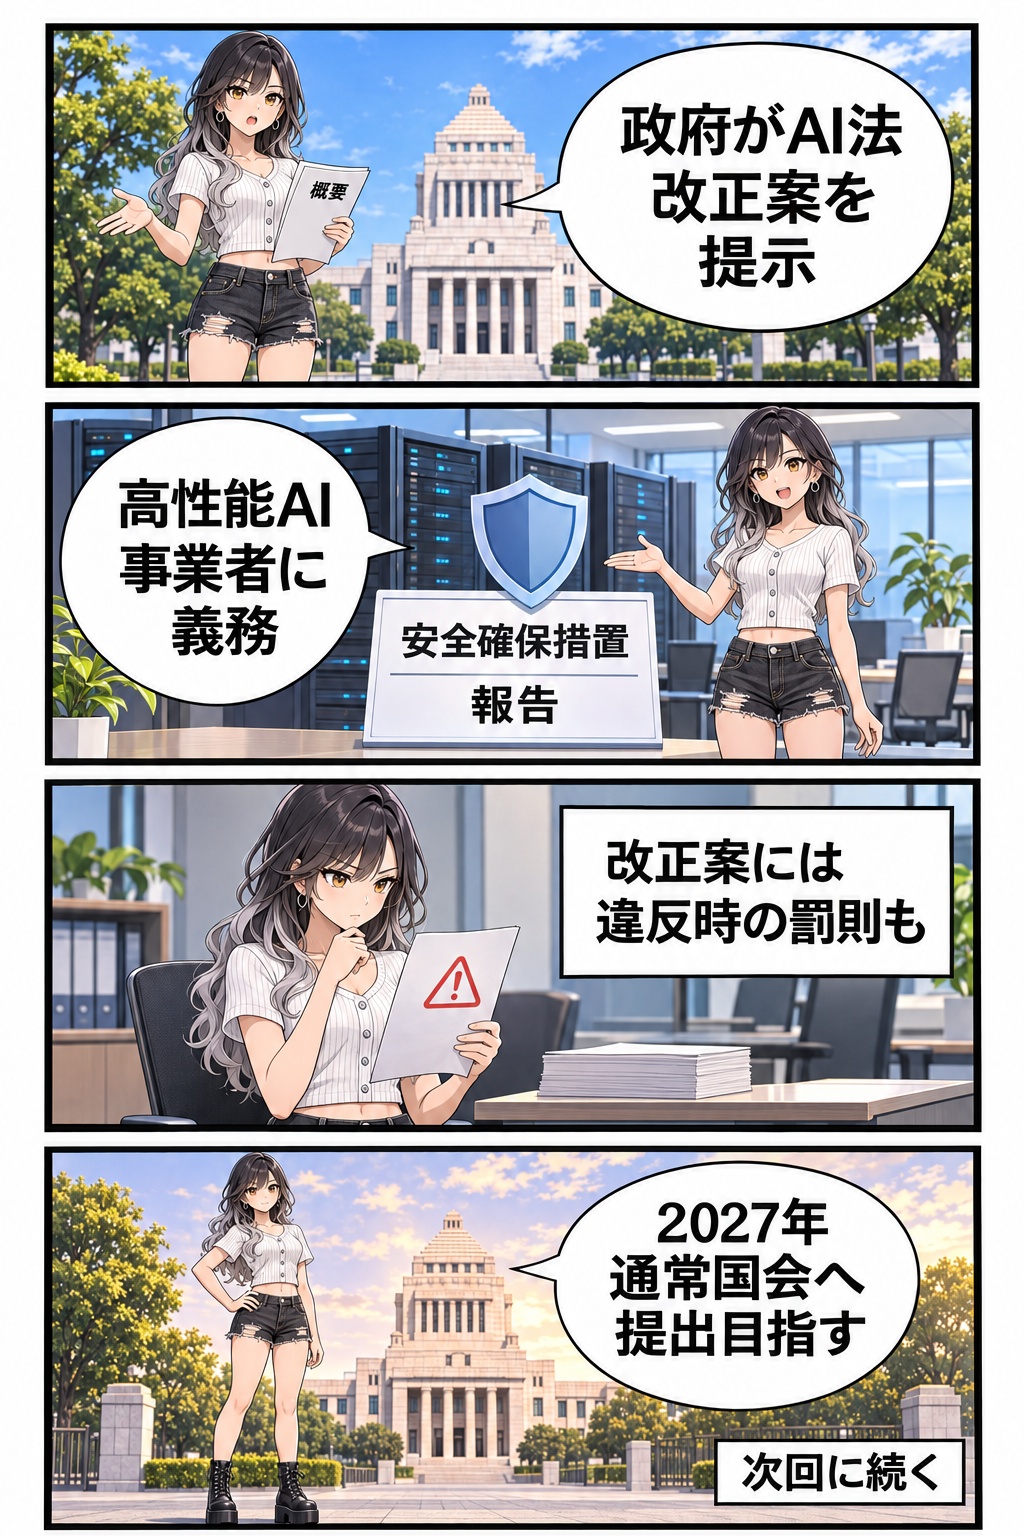 概要
政府がAI法
改正案を
提示
高性能AI
事業者に
義務
安全確保措置
報告
改正案には
違反時の罰則も
2027年
通常国会へ
提出目指す
次回に続く